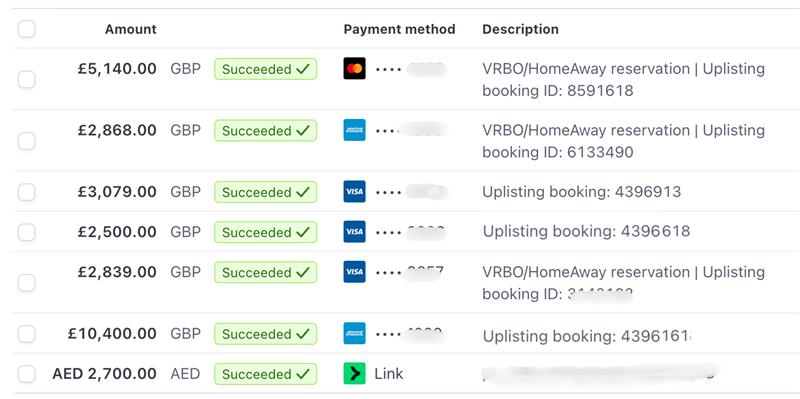 Amount Payment method Description
£5,140.00 GBP Succeeded ✓ •••• VRBO/HomeAway reservation | Uplisting
booking ID: 8591618
£2,868.00 GBP Succeeded ✓ AMEX •••• VRBO/HomeAway reservation | Uplisting
booking ID: 6133490
£3,079.00 GBP Succeeded ✓ VISA •••• Uplisting booking: 4396913
£2,500.00 GBP Succeeded ✓ VISA •••• Uplisting booking: 4396618
£2,839.00 GBP Succeeded ✓ VISA •••• VRBO/HomeAway reservation | Uplisting
booking ID:
£10,400.00 GBP Succeeded ✓ AMEX •••• Uplisting booking: 4396161
AED 2,700.00 AED Succeeded ✓ Link